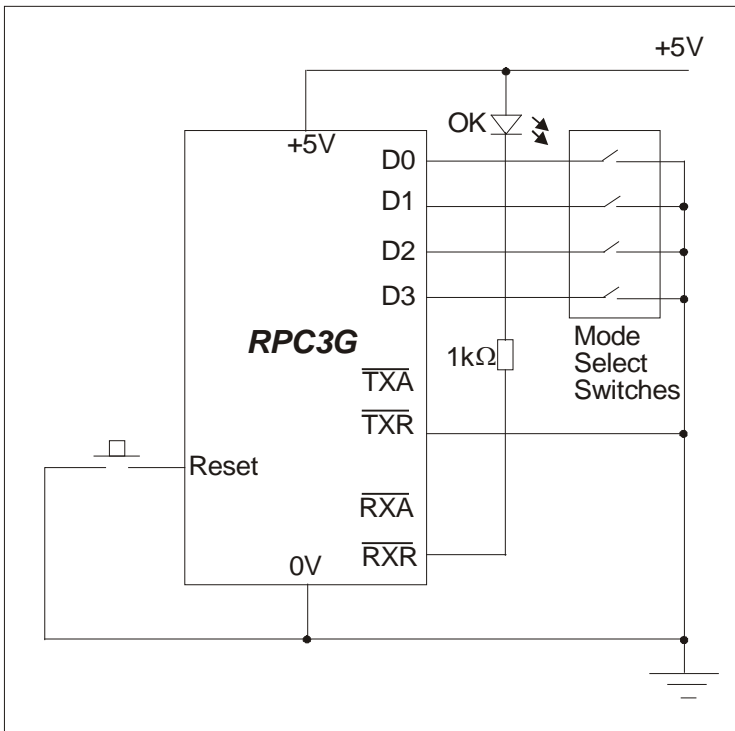 +5V
+5V
OK
D0
D1
D2
D3
RPC3G
Mode
Select
Switches
1kΩ
TXA
TXR
Reset
RXA
RXR
0V